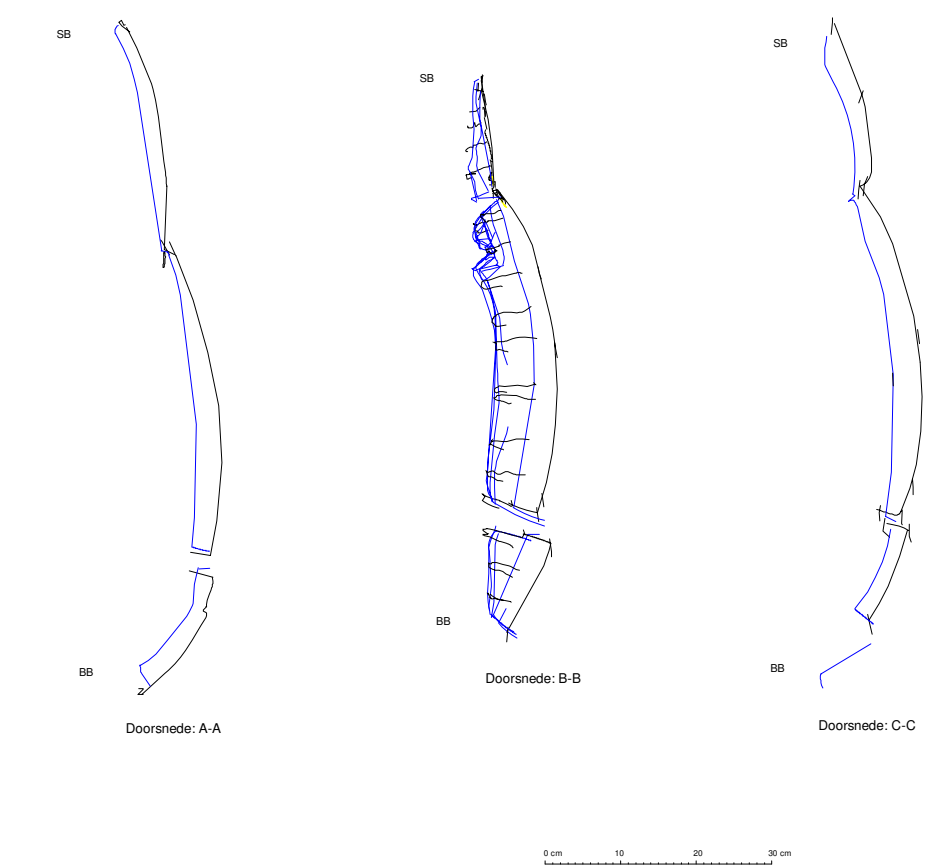 SB
SB
SB
BB
BB
BB
Doorsnede: A-A
Doorsnede: B-B
Doorsnede: C-C
0 cm 10 20 30 cm